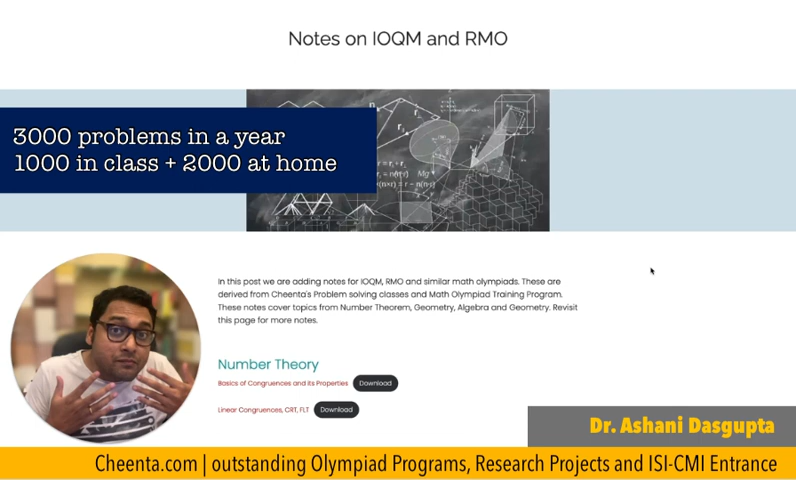 Notes on IOQM and RMO
3000 problems in a year
1000 in class + 2000 at home
In this post we are adding notes for IOQM, RMO and similar math olympiads. These are
derived from Cheenta's Problem solving classes and Math Olympiad Training Program.
These notes cover topics from Number Theorem, Geometry, Algebra and Geometry. Revisit
this page for more notes.
Number Theory
Basics of Congruences and its Properties Download
Linear Congruences, CRT, FLT Download
Dr. Ashani Dasgupta
Cheenta.com | outstanding Olympiad Programs, Research Projects and ISI-CMI Entrance